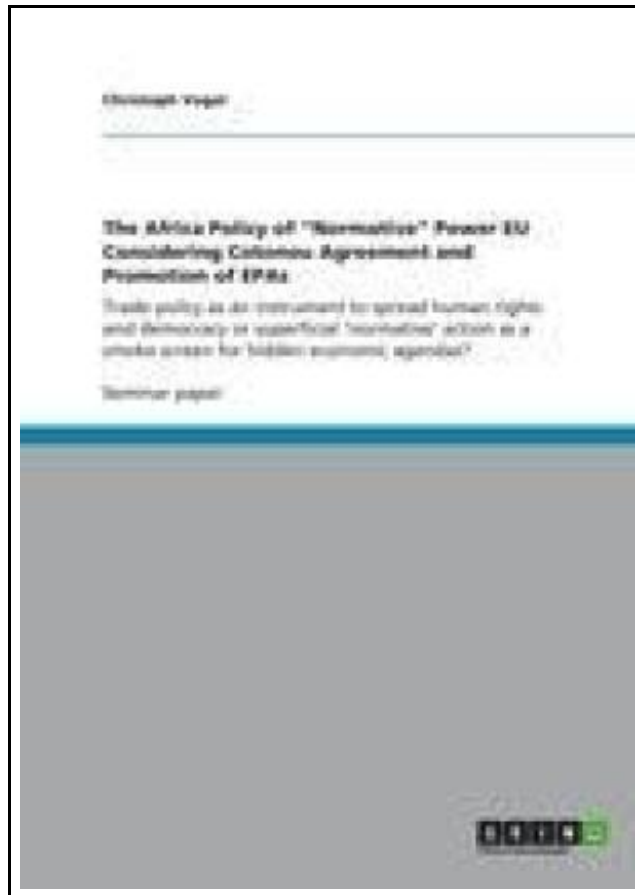 Christoph Vogel
The Africa Policy of "Normative" Power EU
Considering Cotonou Agreement and
Promotion of EPAs
Trade policy as an instrument to spread human rights
and democracy or superficial 'normative' action as a
smoke screen for hidden economic agendas?
Seminar paper
GRIN